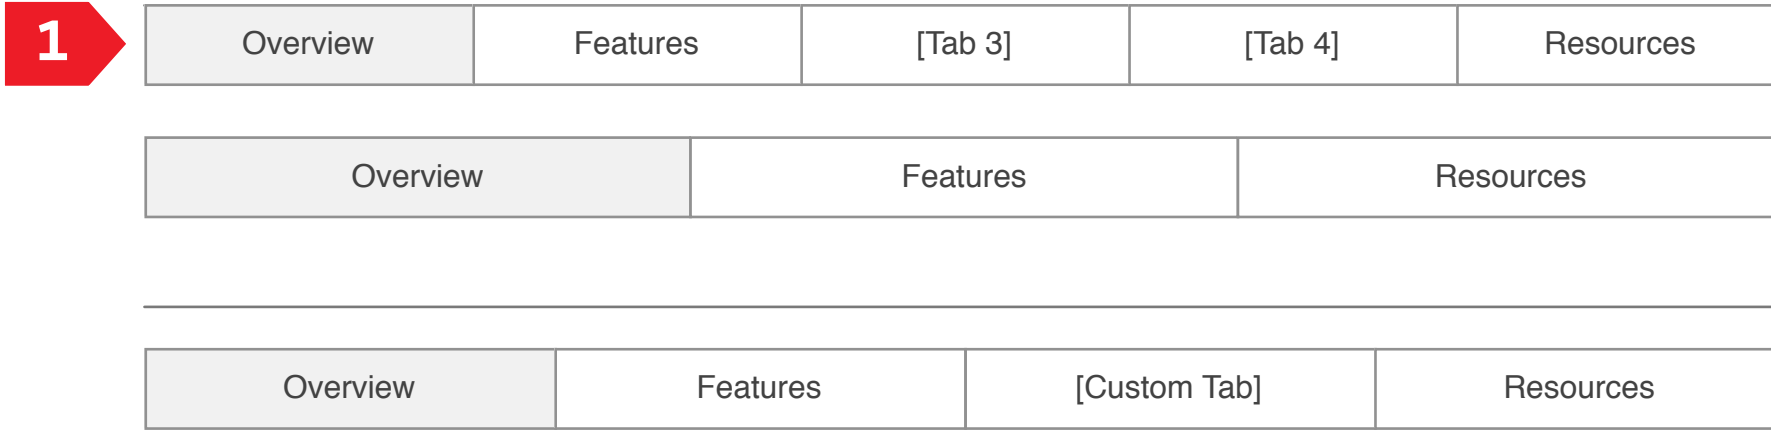 1 Overview Features [Tab 3] [Tab 4] Resources
Overview Features Resources
Overview Features [Custom Tab] Resources